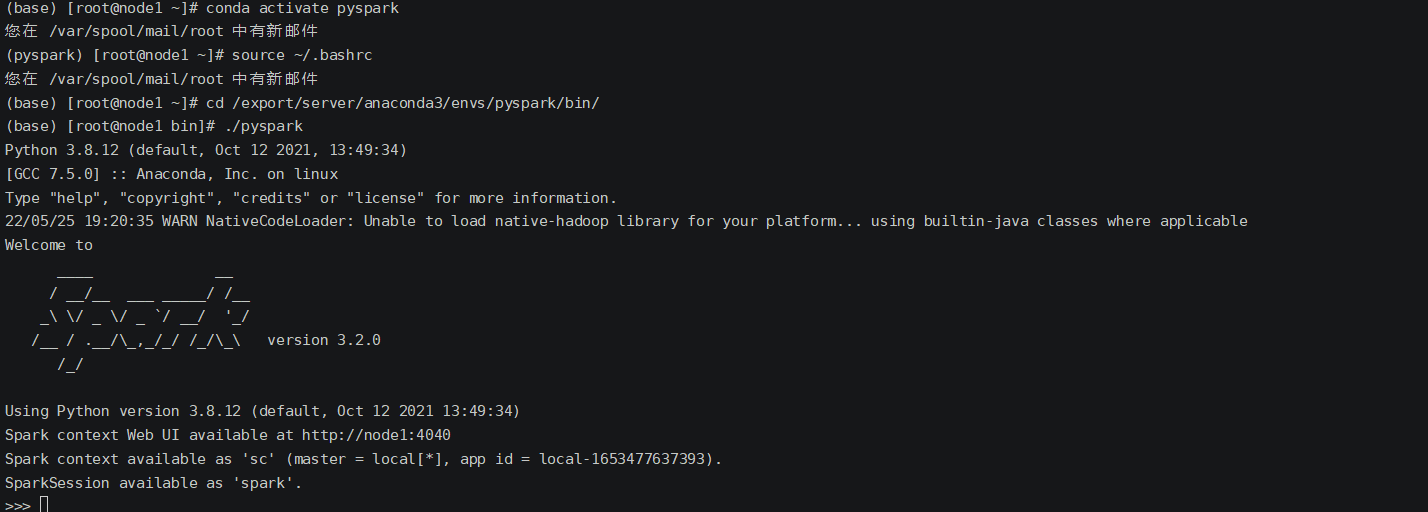 (base) [root@node1 ~]# conda activate pyspark
您在 /var/spool/mail/root 中有新邮件
(pyspark) [root@node1 ~]# source ~/.bashrc
您在 /var/spool/mail/root 中有新邮件
(base) [root@node1 ~]# cd /export/server/anaconda3/envs/pyspark/bin/
(base) [root@node1 bin]# ./pyspark
Python 3.8.12 (default, Oct 12 2021, 13:49:34)
[GCC 7.5.0] :: Anaconda, Inc. on linux
Type "help", "copyright", "credits" or "license" for more information.
22/05/25 19:20:35 WARN NativeCodeLoader: Unable to load native-hadoop library for your platform... using builtin-java classes where applicable
Welcome to
      ____              __
     / __/__  ___ _____/ /__
    _\ \/ _ \/ _ `/ __/  '_/
   /__ / .__/\_,_/_/ /_/\_\   version 3.2.0
      /_/
Using Python version 3.8.12 (default, Oct 12 2021 13:49:34)
Spark context Web UI available at http://node1:4040
Spark context available as 'sc' (master = local[*], app id = local-1653477637393).
SparkSession available as 'spark'.
>>>